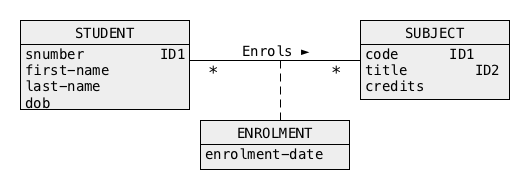 STUDENT
snumber ID1
first-name
last-name
dob
Enrols ►
* *
SUBJECT
code ID1
title ID2
credits
ENROLMENT
enrolment-date